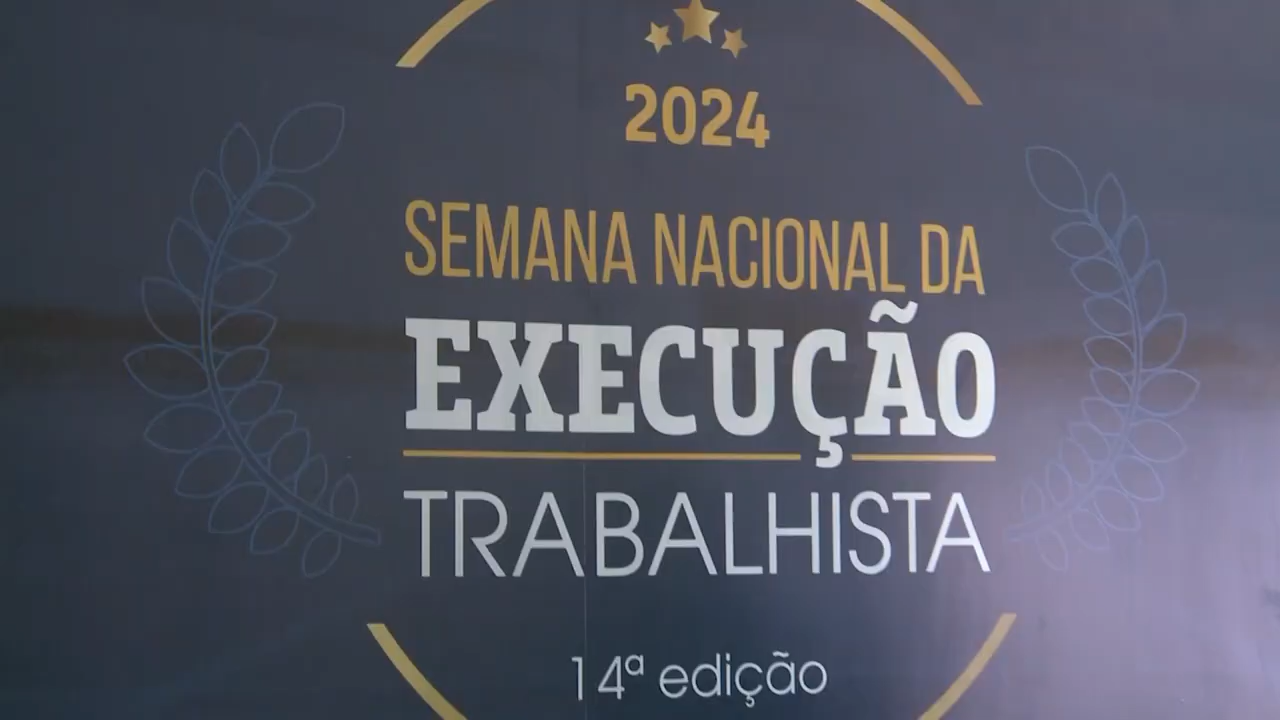 2024
SEMANA NACIONAL DA
EXECUÇÃO
TRABALHISTA
14ª edição